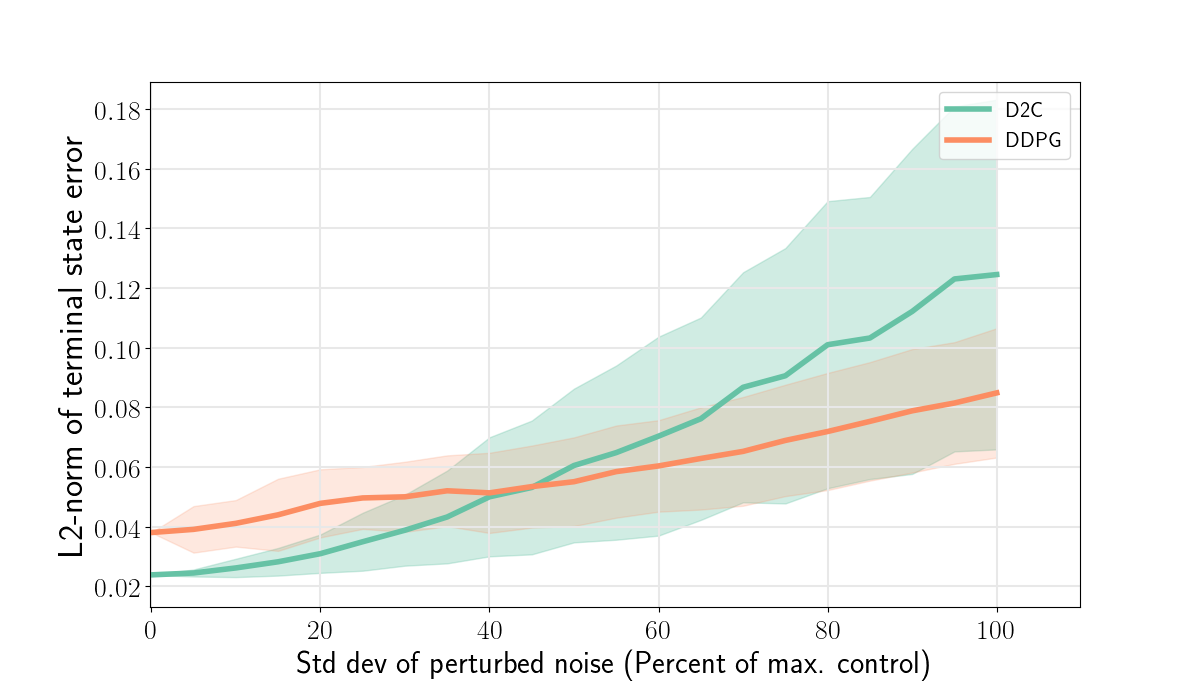 D2C
DDPG
0.18
0.16
0.14
0.12
0.10
0.08
0.06
0.04
0.02
L2-norm of terminal state error
0 20 40 60 80 100
Std dev of perturbed noise (Percent of max. control)